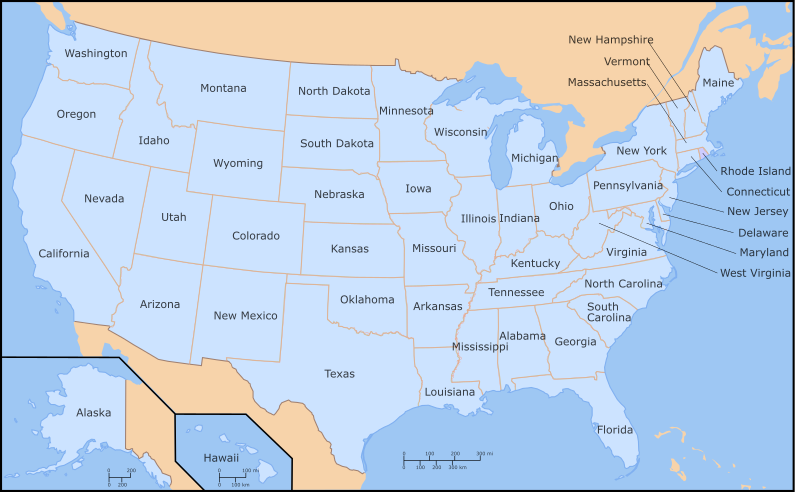 New Hampshire
Vermont
Massachusetts
Washington
Montana
North Dakota
Minnesota
Maine
Oregon
Idaho
Wisconsin
South Dakota
Michigan
New York
Wyoming
Rhode Island
Connecticut
Nebraska
Iowa
Pennsylvania
Nevada
Utah
Illinois
Indiana
Ohio
New Jersey
Delaware
Colorado
Kansas
Missouri
Virginia
Maryland
California
Kentucky
West Virginia
Arizona
New Mexico
Oklahoma
Arkansas
Tennessee
North Carolina
South
Carolina
Mississippi
Alabama
Georgia
Texas
Louisiana
Alaska
Florida
Hawaii
0 100 200 300 mi
0 100 200 300 km
0 200
0 200
0 100 mi
0 100 km